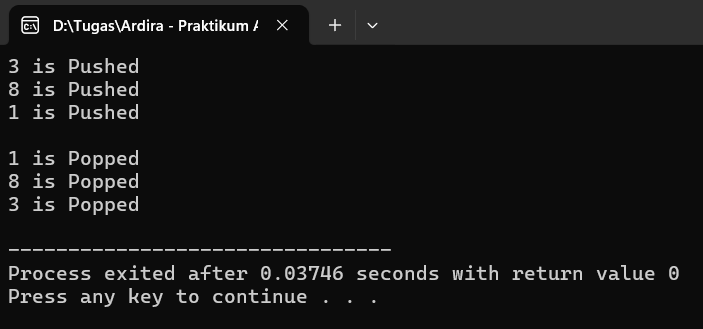 D:\Tugas\Ardira - Praktikum A
3 is Pushed
8 is Pushed
1 is Pushed
1 is Popped
8 is Popped
3 is Popped
--------------------------------
Process exited after 0.03746 seconds with return value 0
Press any key to continue . . .